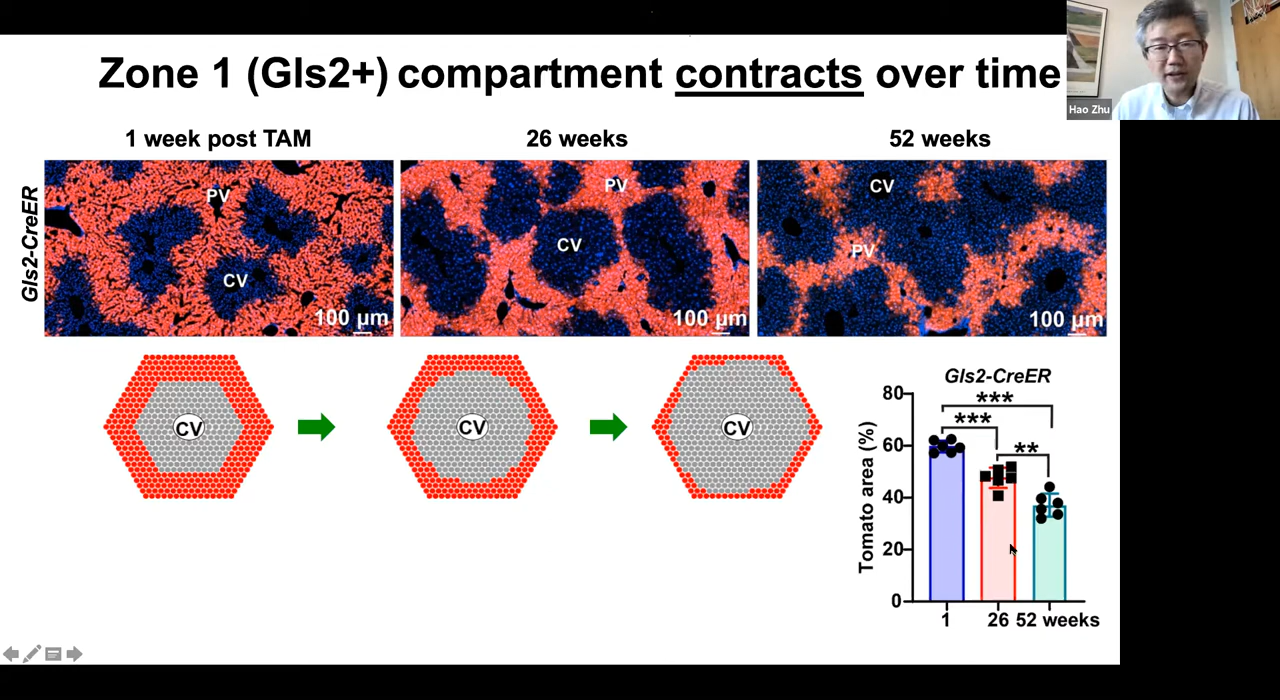 Zone 1 (Gls2+) compartment contracts over time
Hao Zhu
1 week post TAM
26 weeks
52 weeks
Gls2-CreER
PV
CV
100 µm
PV
CV
100 µm
CV
PV
100 µm
CV
CV
CV
Gls2-CreER
Tomato area (%)
80
60
40
20
0
***
***
**
1
26
52 weeks